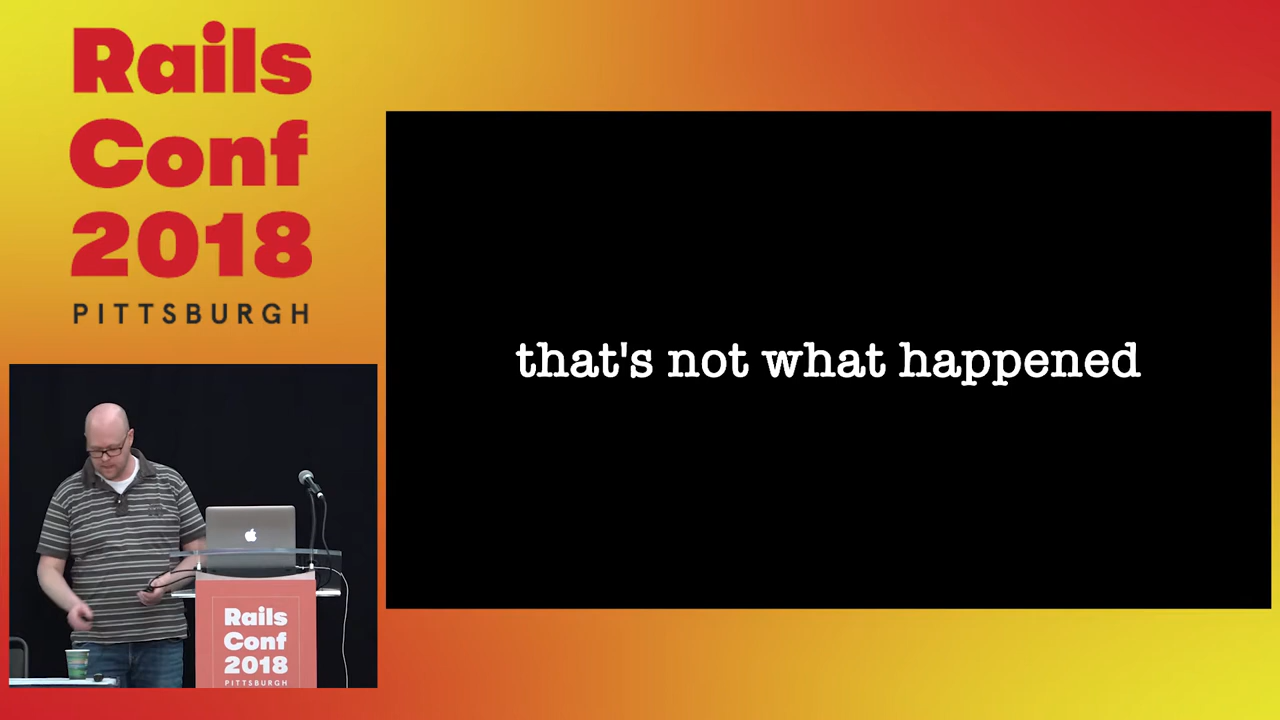 Rails
Conf
2018
PITTSBURGH
that's not what happened
Rails
Conf
2018
PITTSBURGH